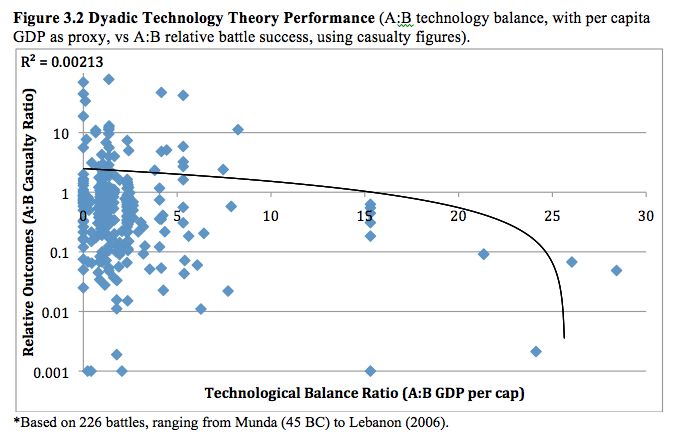 Figure 3.2 Dyadic Technology Theory Performance (A:B technology balance, with per capita
GDP as proxy, vs A:B relative battle success, using casualty figures).
R² = 0.00213
Relative Outcomes (A:B Casualty Ratio)
10
1
0.1
0.01
0.001
0
5
10
15
20
25
30
Technological Balance Ratio (A:B GDP per cap)
*Based on 226 battles, ranging from Munda (45 BC) to Lebanon (2006).